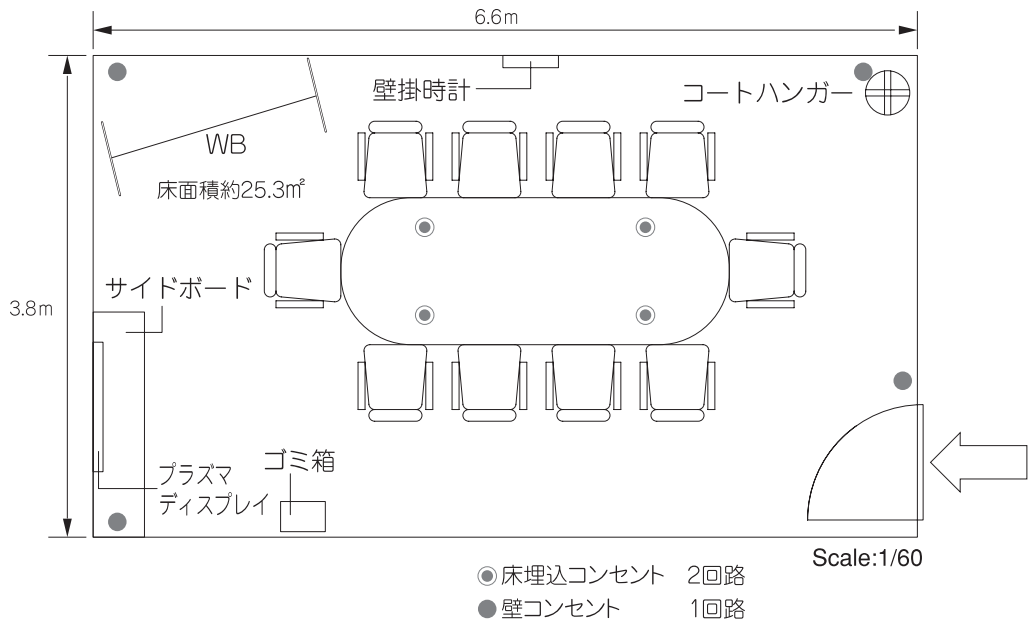 6.6m
壁掛時計
コートハンガー
WB
床面積約25.3㎡
サイドボード
3.8m
プラズマ
ディスプレイ
ゴミ箱
Scale:1/60
床埋込コンセント 2回路
壁コンセント 1回路